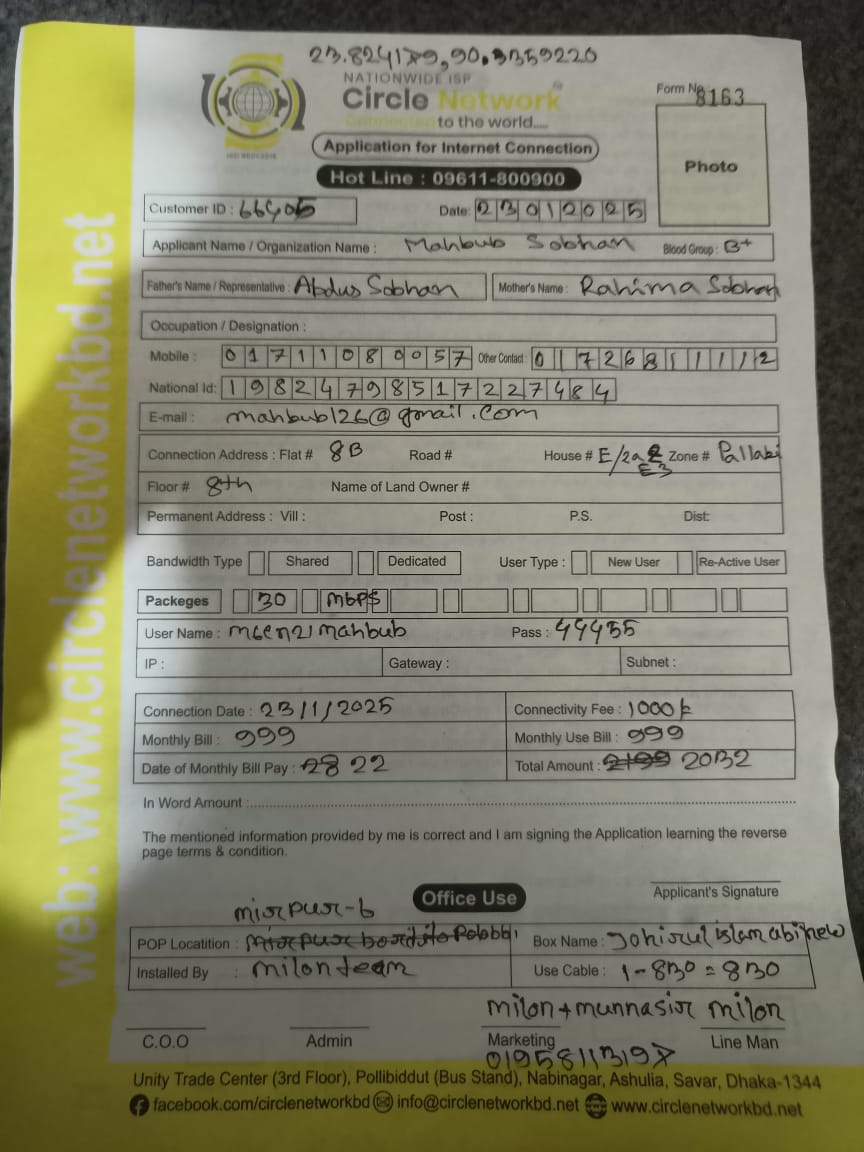 23.824179,90.3359220
NATIONWIDE ISP
Circle Network
Connected to the world....
Form No 8163
Application for Internet Connection
Photo
Hot Line : 09611-800900
Customer ID : 66405 Date: 23012025
Applicant Name / Organization Name : Mahbub Sobhan Blood Group : B+
Father's Name / Representative : Abdus Sobhan Mother's Name : Rahima Sobhan
Occupation / Designation :
Mobile : 01711080057 Other Contact : 01726811112
National Id: 19824798517227484
E-mail : mahbub126@gmail.com
Connection Address : Flat # 8B Road # House # E/2a E3 Zone # Pallabi
Floor # 8th Name of Land Owner #
Permanent Address : Vill : Post : P.S. Dist:
Bandwidth Type Shared Dedicated User Type : New User Re-Active User
Packeges 30 mbps
User Name : mcen21mahbub Pass : 44455
IP : Gateway : Subnet :
Connection Date : 23/1/2025 Connectivity Fee : 1000
Monthly Bill : 999 Monthly Use Bill : 999
Date of Monthly Bill Pay : 22 Total Amount : 2199 2032
In Word Amount :
The mentioned information provided by me is correct and I am signing the Application learning the reverse
page terms & condition.
Applicant's Signature
Office Use
mirpur-6
POP Locatition : Box Name : Johirul islam abi new
Installed By : milon team Use Cable : 1-830=830
milon + munnasir milon
C.O.O Admin Marketing Line Man
Unity Trade Center (3rd Floor), Pollibiddut (Bus Stand), Nabinagar, Ashulia, Savar, Dhaka-1344
facebook.com/circlenetworkbd info@circlenetworkbd.net www.circlenetworkbd.net
web: www.circlenetworkbd.net